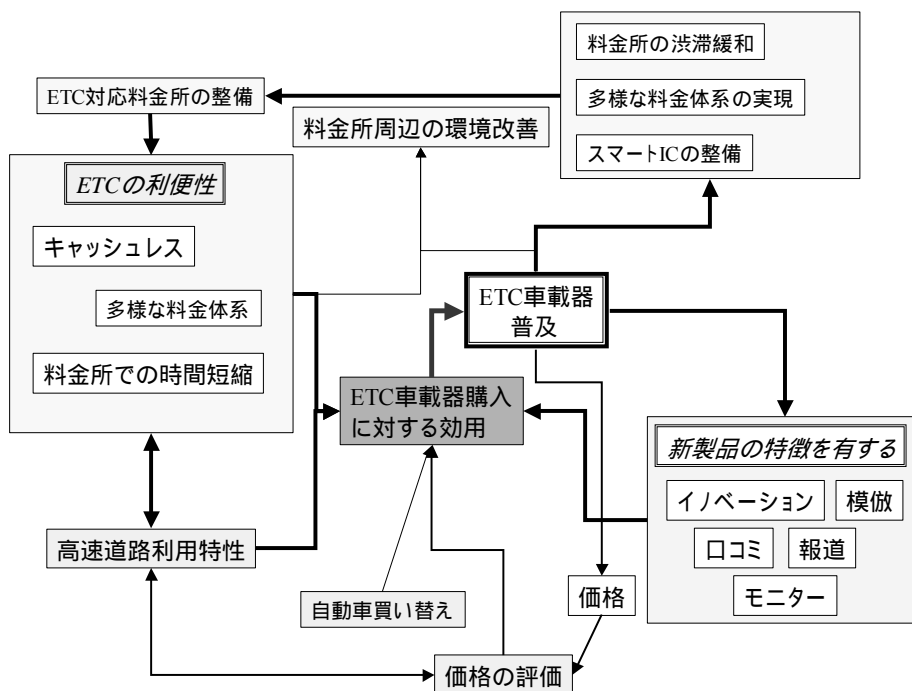 料金所の渋滞緩和
多様な料金体系の実現
スマートICの整備
ETC対応料金所の整備
料金所周辺の環境改善
ETCの利便性
キャッシュレス
多様な料金体系
料金所での時間短縮
ETC車載器
普及
ETC車載器購入
に対する効用
新製品の特徴を有する
イノベーション
模倣
口コミ
報道
モニター
高速道路利用特性
自動車買い替え
価格
価格の評価